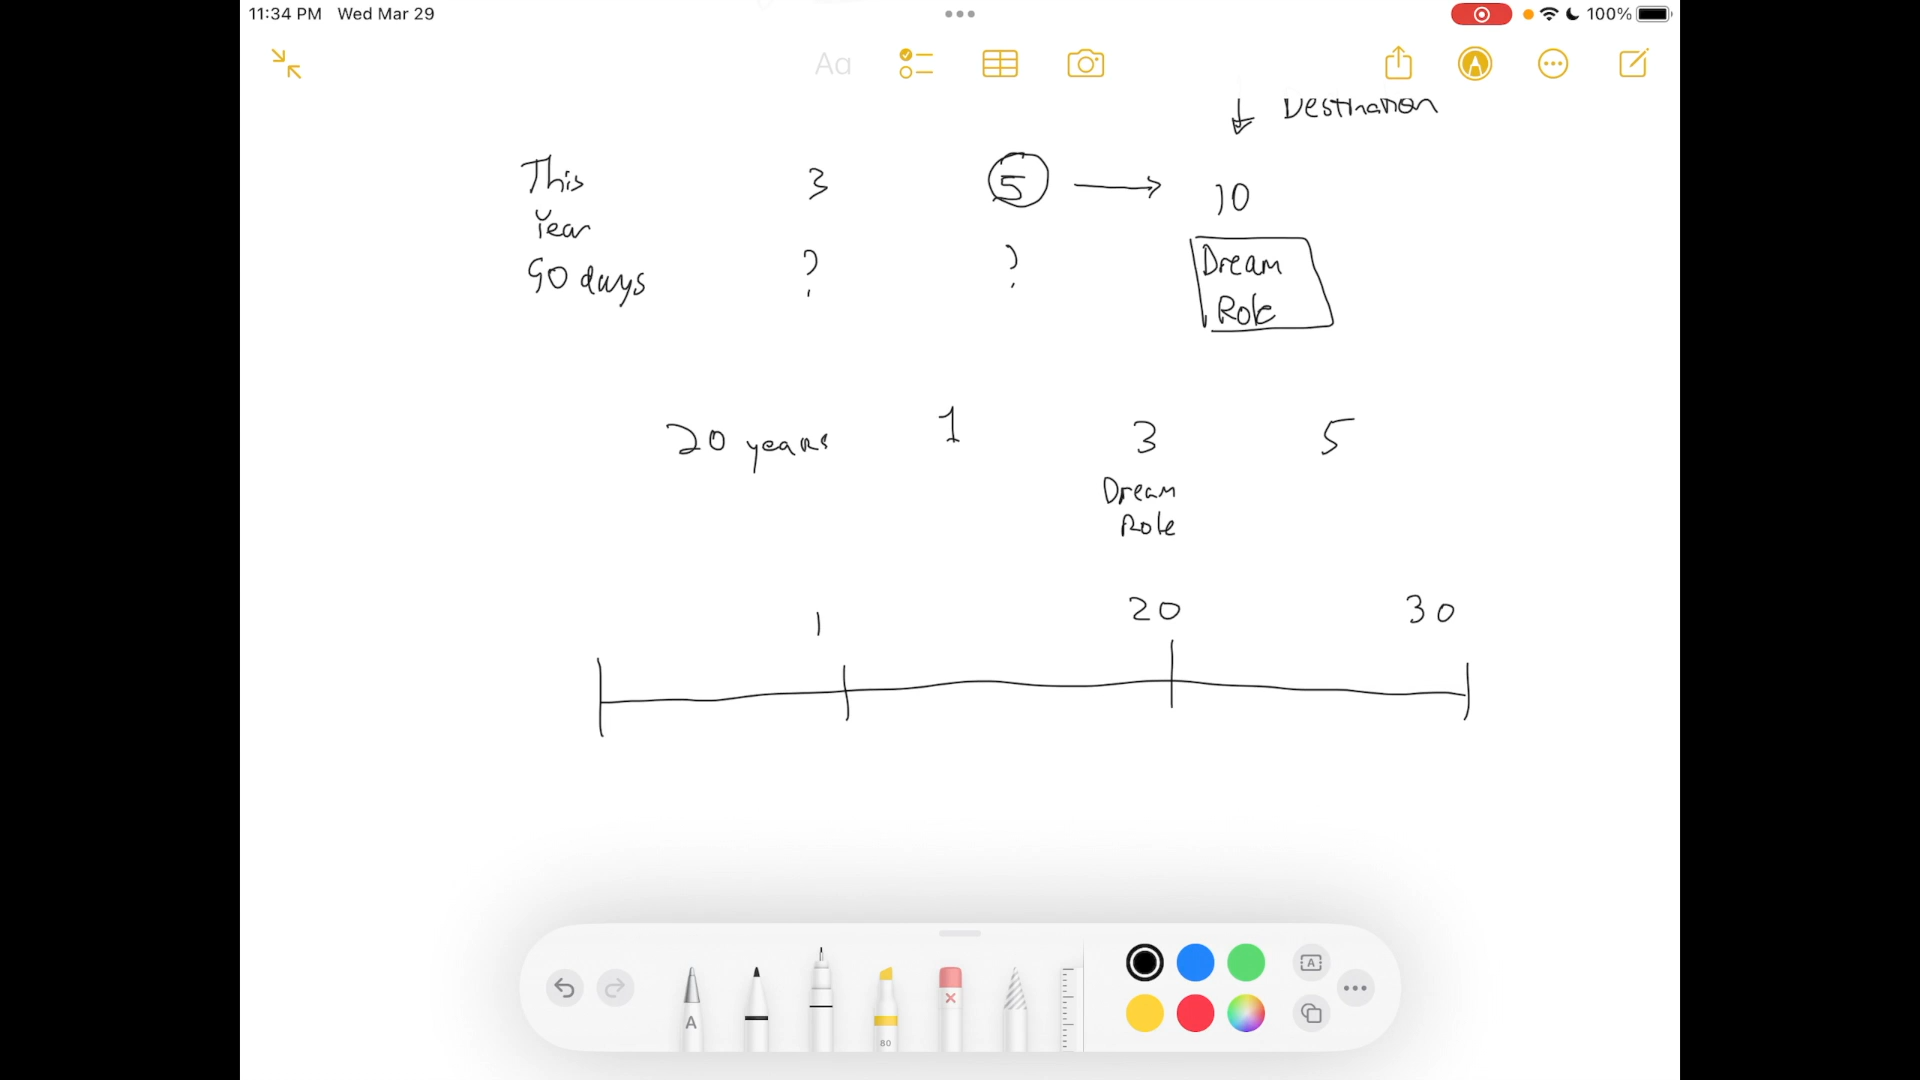 11:34 PM Wed Mar 29 100%
Aa
Destination
This 3 5 10
Year
90 days ? ? Dream
Role
20 years 1 3 5
Dream
Role
1 20 30
A 80 A